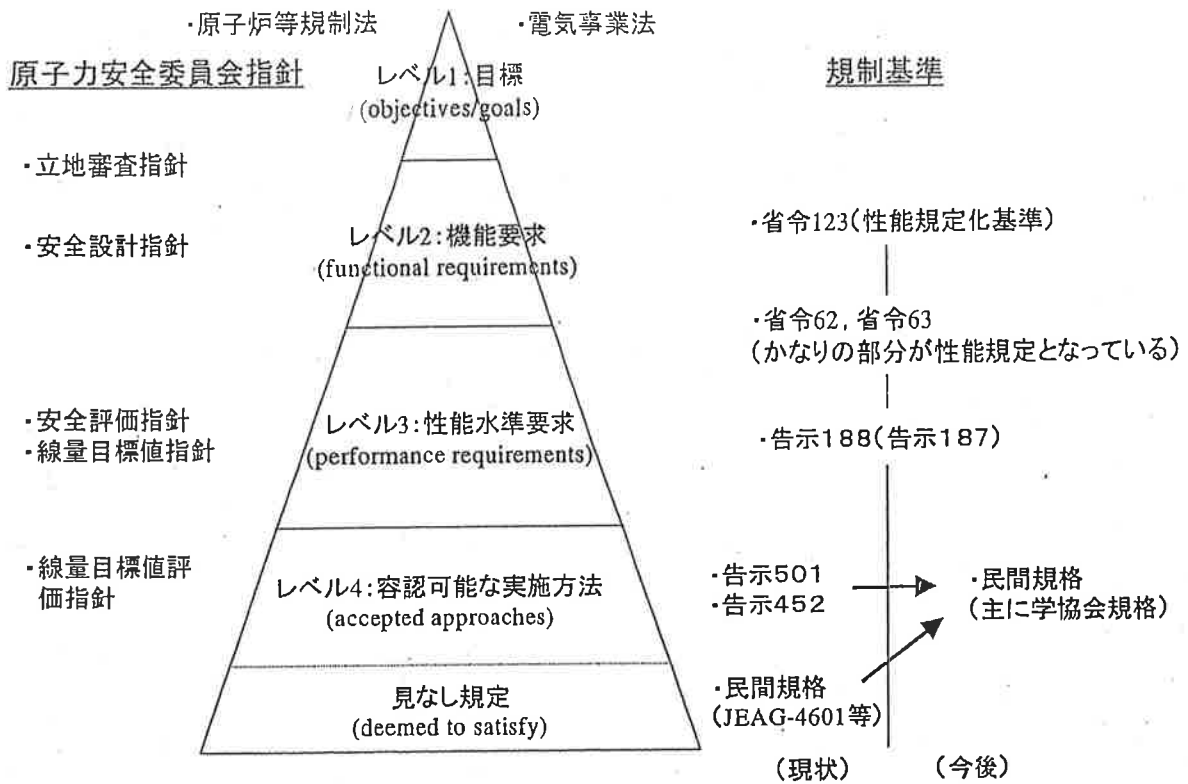 ・原子炉等規制法
・電気事業法
原子力安全委員会指針
規制基準
レベル1:目標
(objectives/goals)
・立地審査指針
・安全設計指針
レベル2:機能要求
(functional requirements)
・省令123(性能規定化基準)
・省令62, 省令63
(かなりの部分が性能規定となっている)
・安全評価指針
・線量目標値指針
レベル3:性能水準要求
(performance requirements)
・告示188(告示187)
・線量目標値評
価指針
レベル4:容認可能な実施方法
(accepted approaches)
・告示501
・告示452
・民間規格
(主に学協会規格)
見なし規定
(deemed to satisfy)
・民間規格
(JEAG-4601等)
(現状)
(今後)